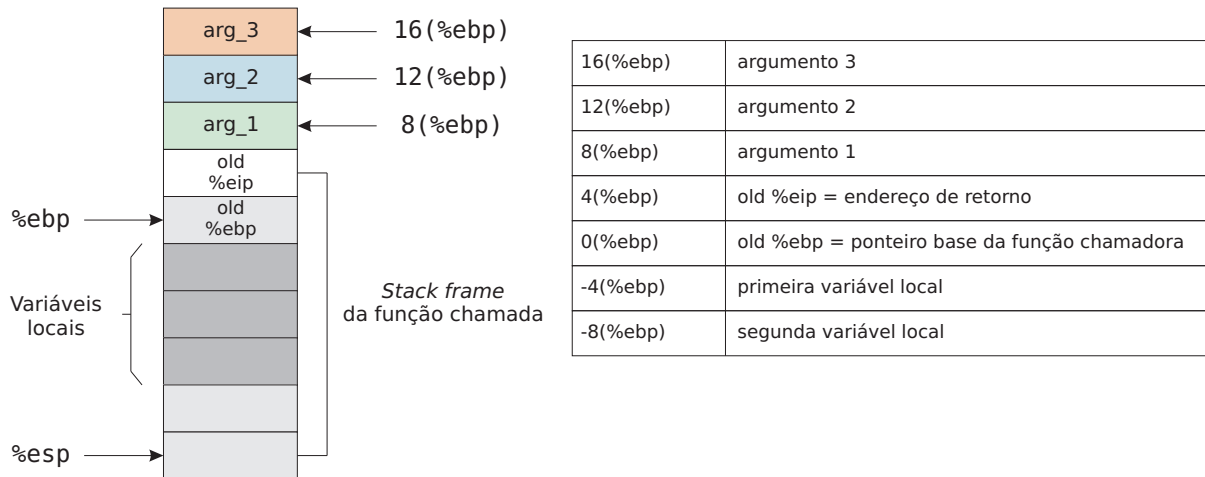 arg_3
16(%ebp)
arg_2
12(%ebp)
arg_1
8(%ebp)
old
%eip
%ebp
old
%ebp
Variáveis
locais
Stack frame
da função chamada
%esp
16(%ebp) argumento 3
12(%ebp) argumento 2
8(%ebp) argumento 1
4(%ebp) old %eip = endereço de retorno
0(%ebp) old %ebp = ponteiro base da função chamadora
-4(%ebp) primeira variável local
-8(%ebp) segunda variável local